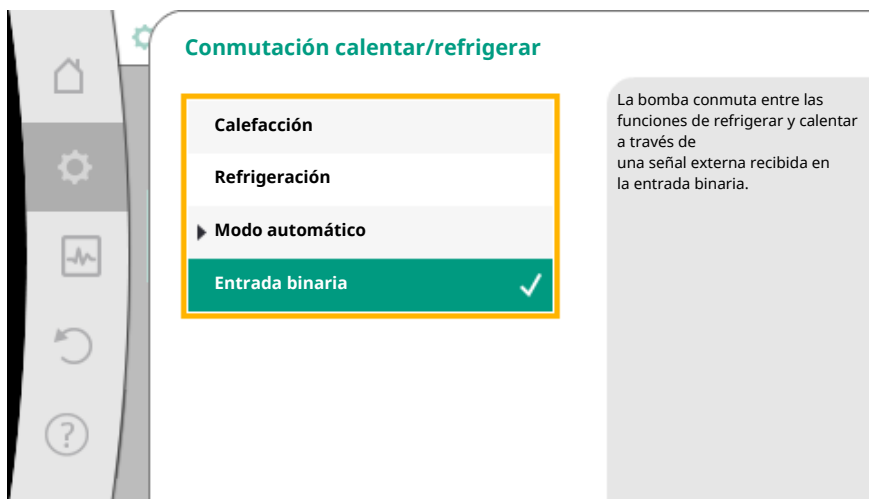 Conmutación calentar/refrigerar
Calefacción
Refrigeración
Modo automático
Entrada binaria
La bomba conmuta entre las
funciones de refrigerar y calentar
a través de
una señal externa recibida en
la entrada binaria.
?